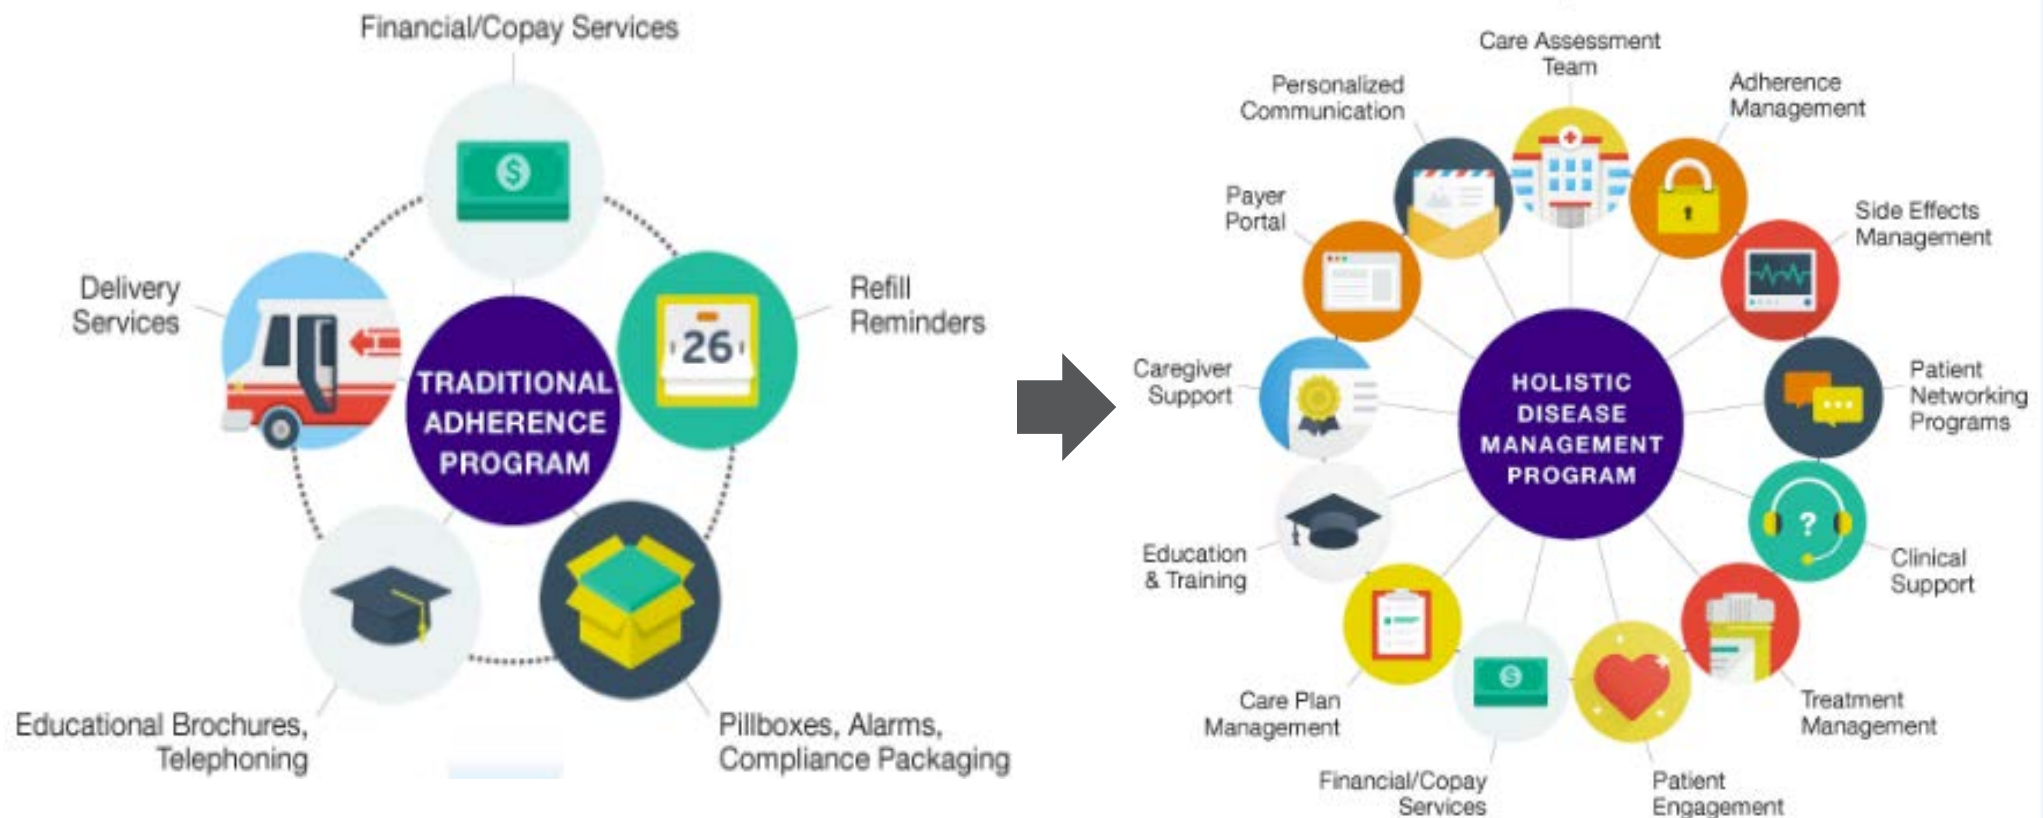 Financial/Copay Services
Delivery
Services
Refill
Reminders
26
TRADITIONAL
ADHERENCE
PROGRAM
Educational Brochures,
Telephoning
Pillboxes, Alarms,
Compliance Packaging
Care Assessment
Team
Personalized
Communication
Adherence
Management
Payer
Portal
Side Effects
Management
Caregiver
Support
Patient
Networking
Programs
HOLISTIC
DISEASE
MANAGEMENT
PROGRAM
Education
& Training
?
Clinical
Support
Care Plan
Management
$
$
Treatment
Management
Financial/Copay
Services
Patient
Engagement